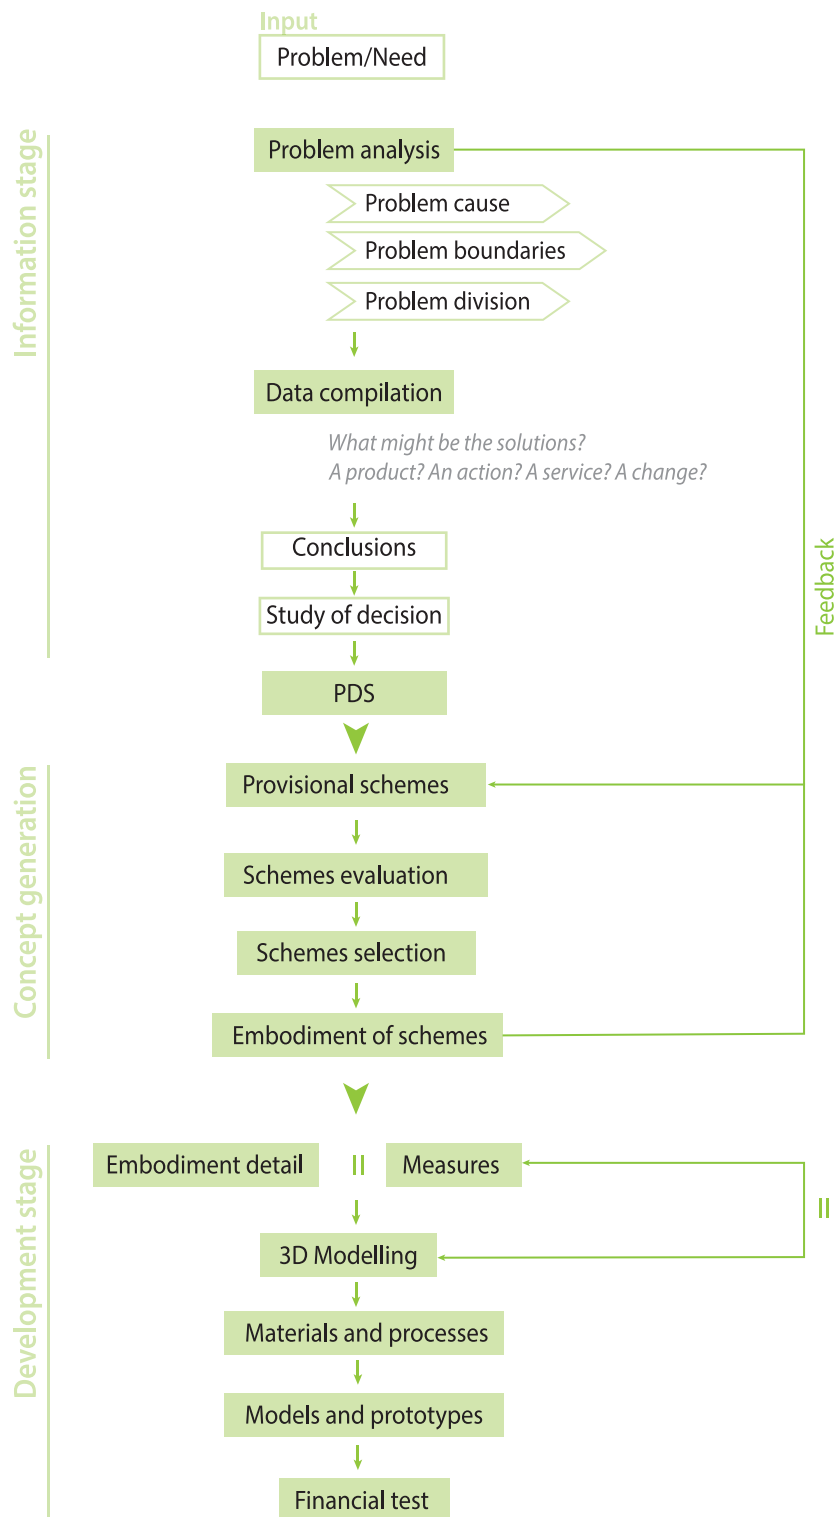 Input
Problem/Need
Information stage
Problem analysis
Problem cause
Problem boundaries
Problem division
Data compilation
What might be the solutions?
A product? An action? A service? A change?
Conclusions
Study of decision
PDS
Feedback
Concept generation
Provisional schemes
Schemes evaluation
Schemes selection
Embodiment of schemes
Development stage
Embodiment detail
Measures
3D Modelling
Materials and processes
Models and prototypes
Financial test